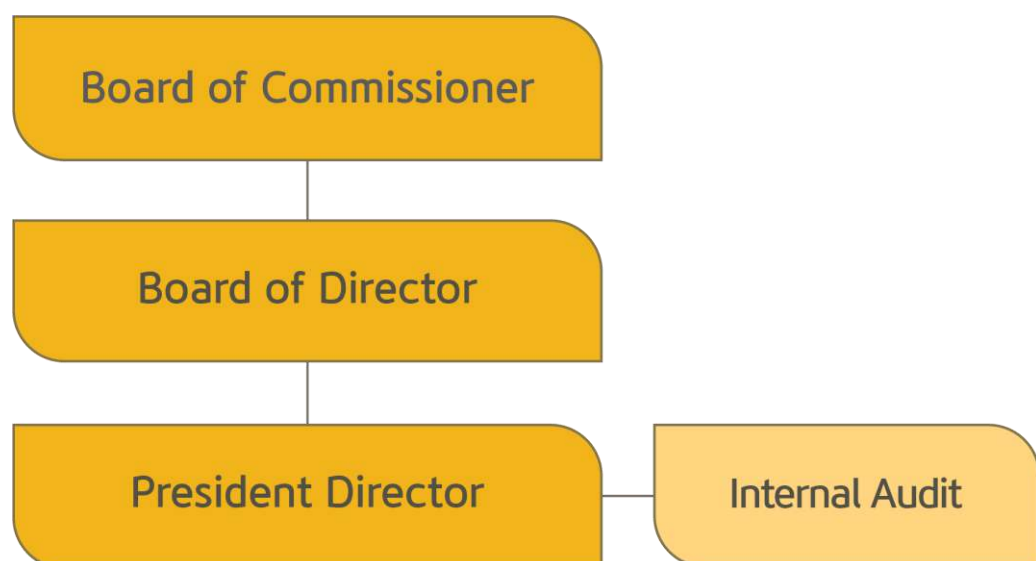 Board of Commissioner
Board of Director
President Director
Internal Audit